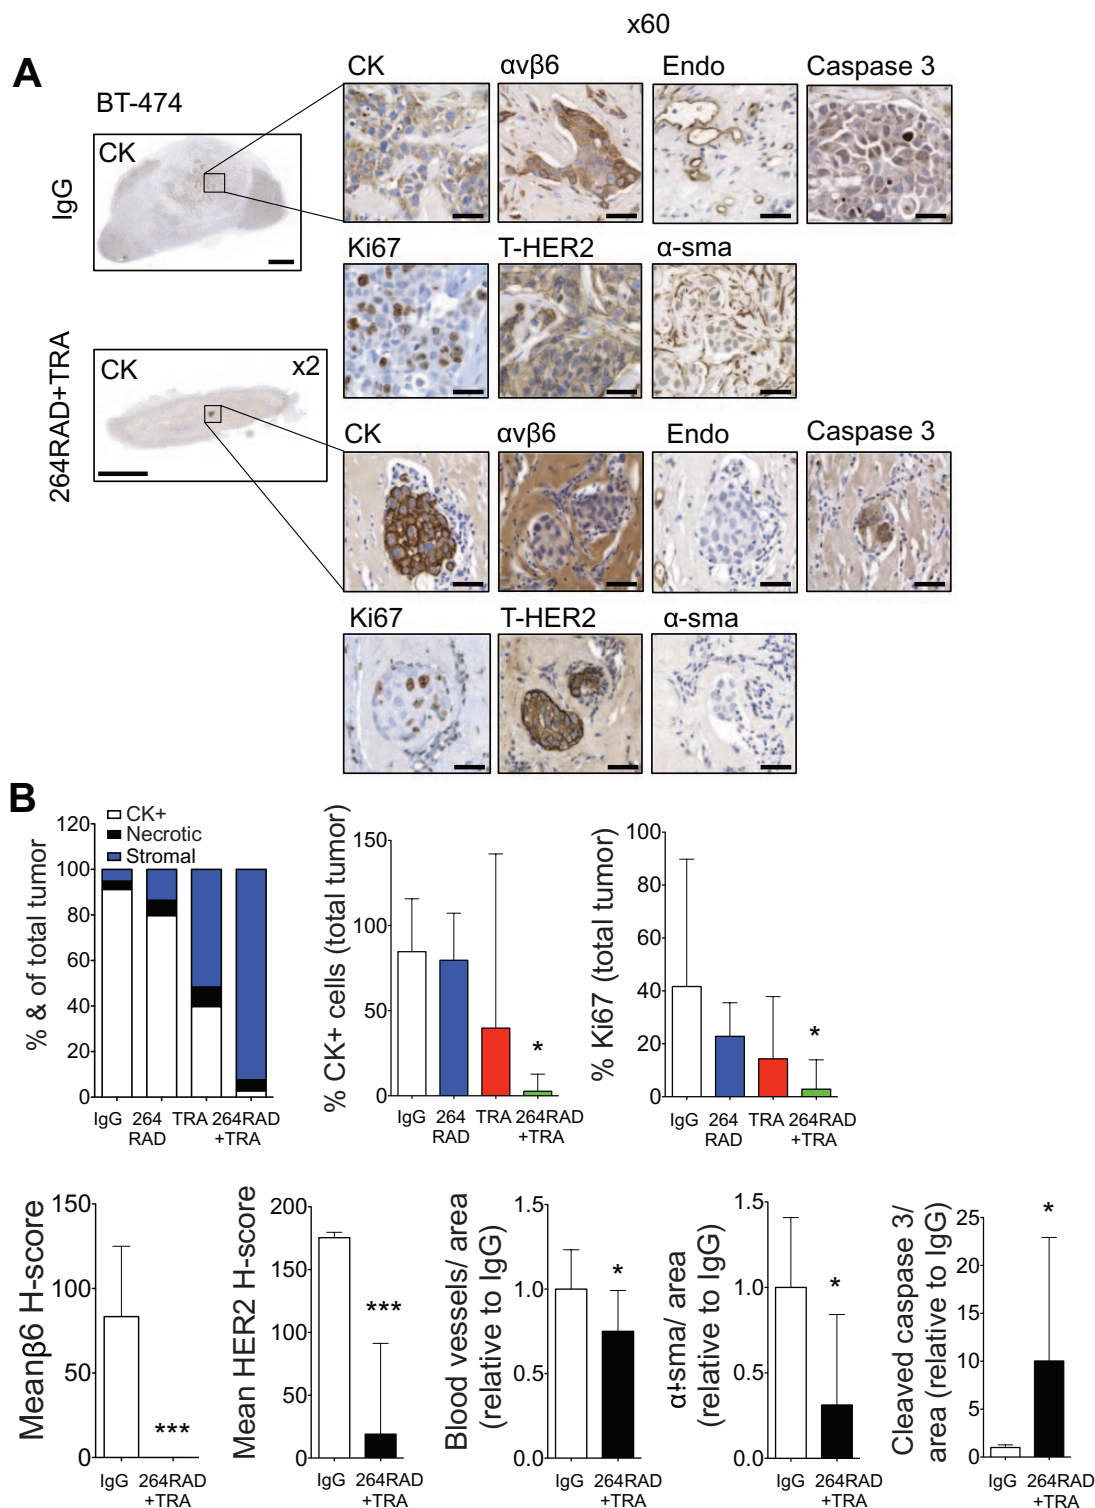 x60
A
BT-474
CK αvβ6 Endo Caspase 3
IgG
CK
Ki67 T-HER2 α-sma
264RAD+TRA
CK x2
CK αvβ6 Endo Caspase 3
Ki67 T-HER2 α-sma
B
CK+
Necrotic
Stromal
% & of total tumor
120
100
80
60
40
20
0
IgG 264 RAD TRA 264RAD +TRA
% CK+ cells (total tumor)
150
100
50
0
*
IgG 264 RAD TRA 264RAD +TRA
% Ki67 (total tumor)
100
80
60
40
20
0
*
IgG 264 RAD TRA 264RAD +TRA
Meanβ6 H-score
150
100
50
0
***
IgG 264RAD
+TRA
Mean HER2 H-score
200
150
100
50
0
***
IgG 264RAD
+TRA
Blood vessels/ area
(relative to IgG)
1.5
1.0
0.5
0.0
*
IgG 264RAD
+TRA
α-sma/ area
(relative to IgG)
1.5
1.0
0.5
0.0
*
IgG 264RAD
+TRA
Cleaved caspase 3/
area (relative to IgG)
25
20
15
10
5
0
*
IgG 264RAD
+TRA